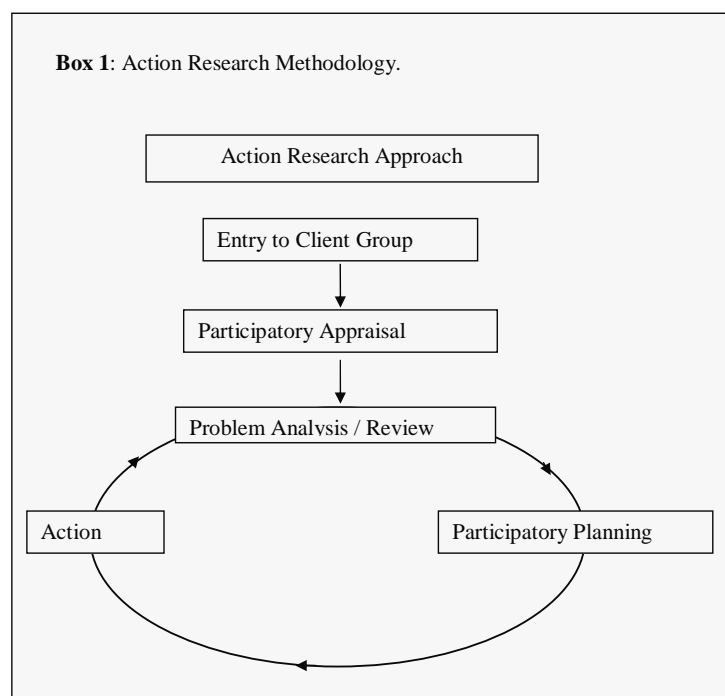 Box 1: Action Research Methodology.
Action Research Approach
Entry to Client Group
Participatory Appraisal
Problem Analysis / Review
Action
Participatory Planning